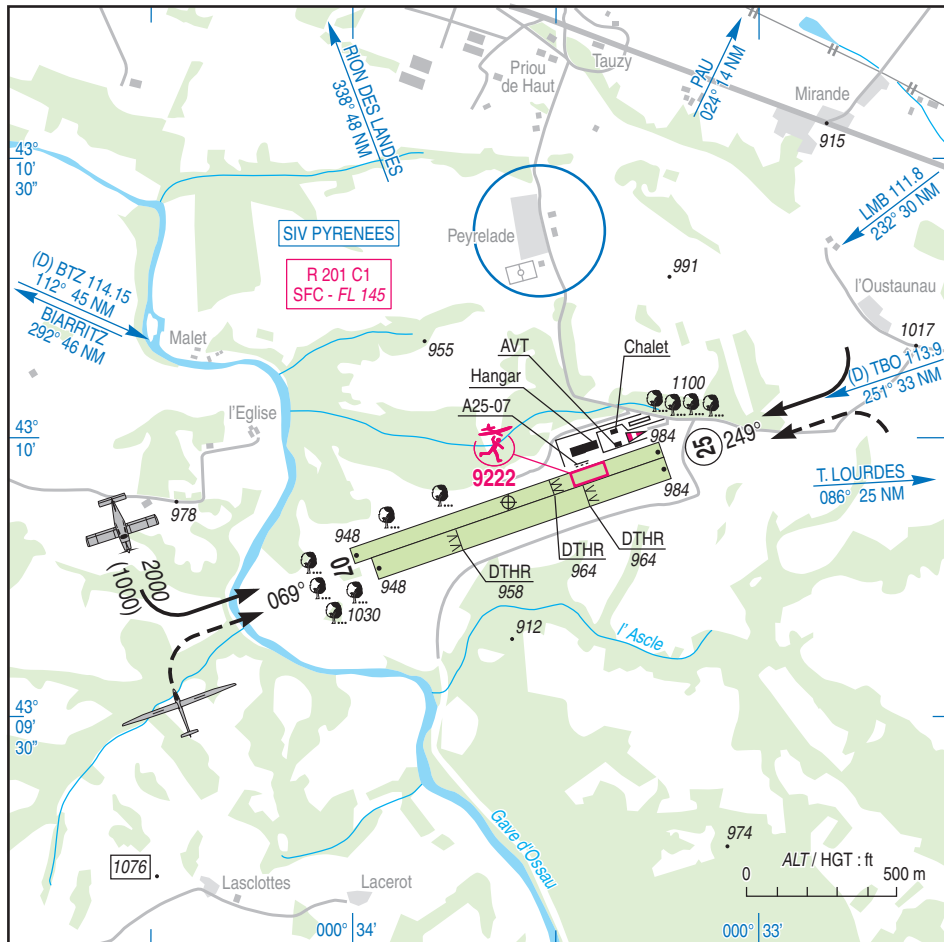 RION DES LANDES
338° 48 NM
Priou
de Haut
Tauzy
PAU
024° 14 NM
Mirande
915
43°
10'
30"
LMB 111.8
232° 30 NM
SIV PYRENEES
Peyrelade
R 201 C1
SFC - FL 145
991
l'Oustaunau
(D) BTZ 114.15
112° 45 NM
BIARRITZ
292° 46 NM
Malet
955
AVT
Chalet
1017
(D) TBO 113.9
251° 33 NM
Hangar
1100
A25-07
l'Eglise
43°
10'
984
25
249°
9222
T. LOURDES
086° 25 NM
978
984
948
DTHR
964
DTHR
964
2000
(1000)
07
069°
948
DTHR
958
1030
912
l' Ascle
43°
09'
30"
Gave d'Ossau
974
ALT / HGT : ft
0
500 m
1076
Lasclottes
Lacerot
000° 34'
000° 33'